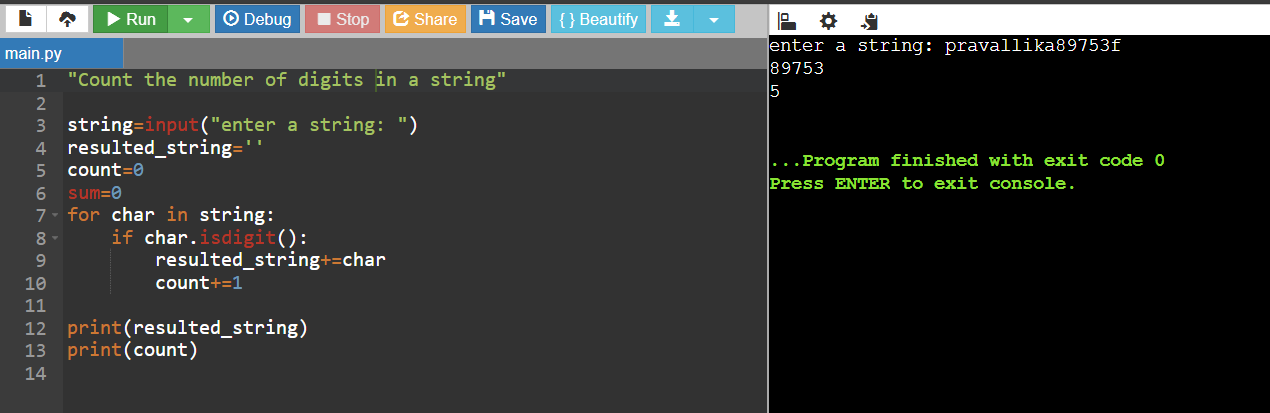 Run Debug Stop Share Save { } Beautify
main.py
1 "Count the number of digits in a string"
2
3 string=input("enter a string: ")
4 resulted_string=''
5 count=0
6 sum=0
7 for char in string:
8     if char.isdigit():
9         resulted_string+=char
10         count+=1
11
12 print(resulted_string)
13 print(count)
14
enter a string: pravallika89753f
89753
5
...Program finished with exit code 0
Press ENTER to exit console.